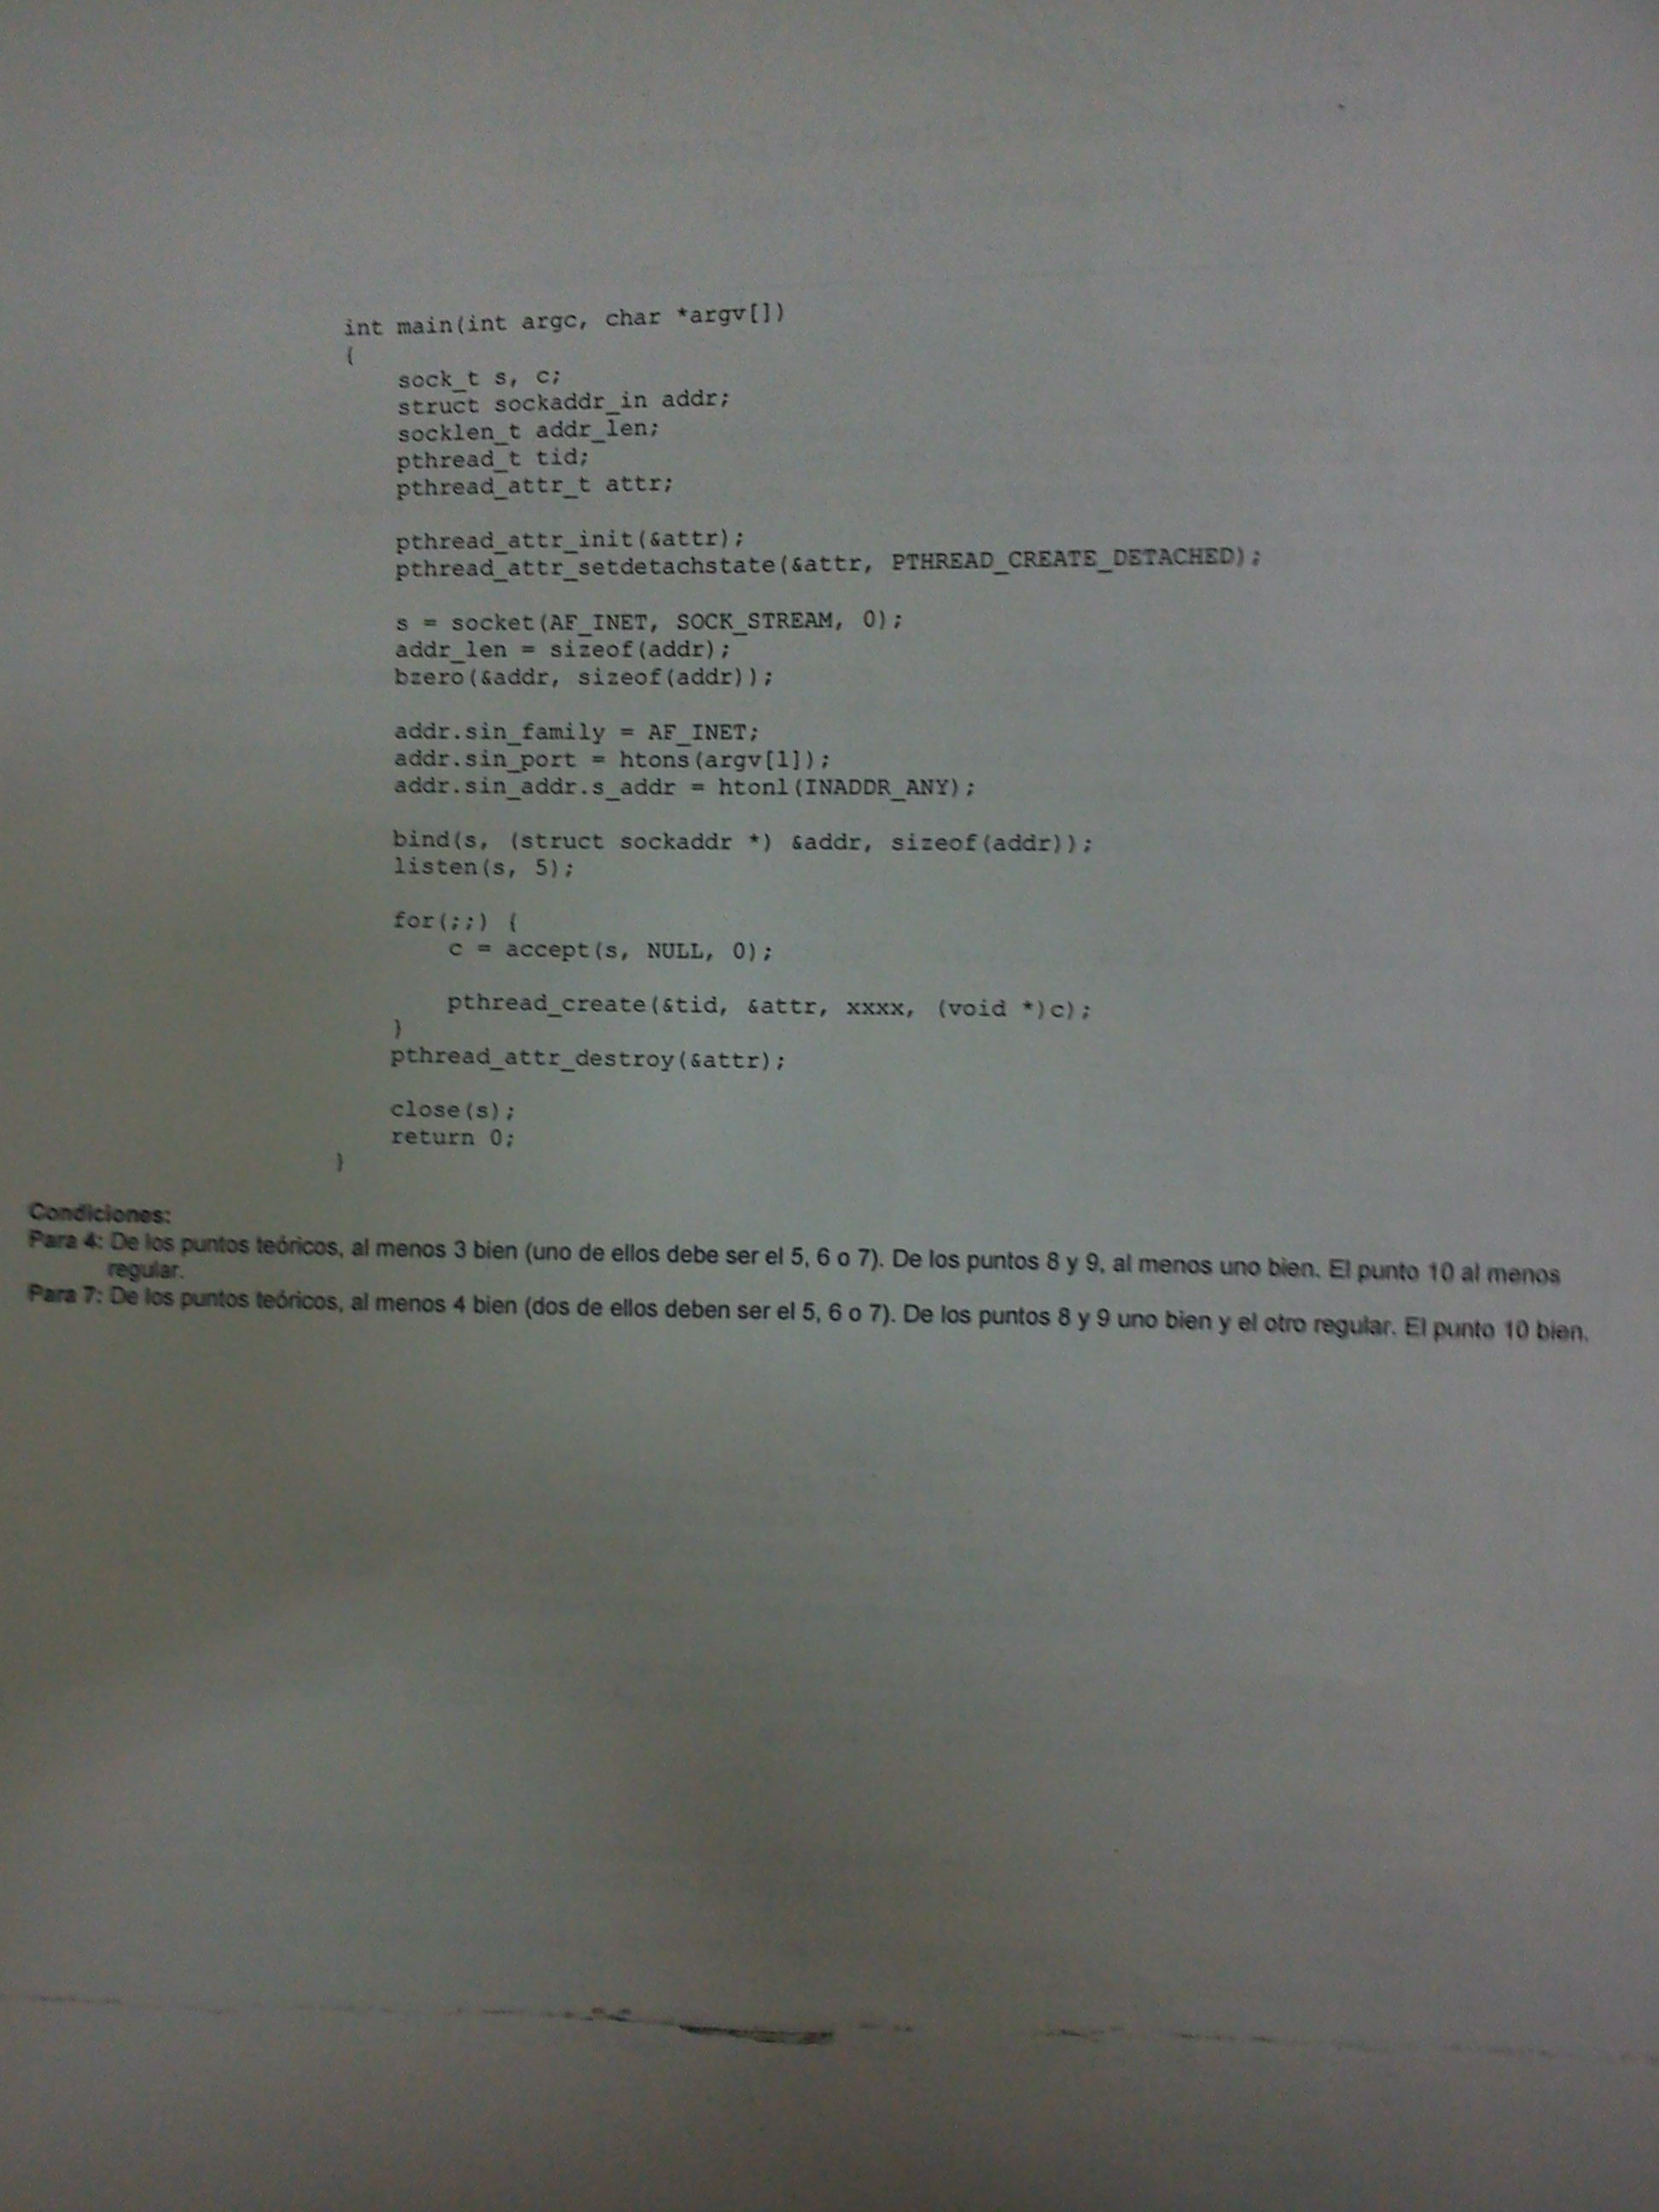 int main(int argc, char *argv[])
{
sock_t s, c;
struct sockaddr_in addr;
socklen_t addr_len;
pthread_t tid;
pthread_attr_t attr;
pthread_attr_init(&attr);
pthread_attr_setdetachstate(&attr, PTHREAD_CREATE_DETACHED);
s = socket(AF_INET, SOCK_STREAM, 0);
addr_len = sizeof(addr);
bzero(&addr, sizeof(addr));
addr.sin_family = AF_INET;
addr.sin_port = htons(argv[1]);
addr.sin_addr.s_addr = htonl(INADDR_ANY);
bind(s, (struct sockaddr *) &addr, sizeof(addr));
listen(s, 5);
for(;;) {
c = accept(s, NULL, 0);
pthread_create(&tid, &attr, xxxx, (void *)c);
}
pthread_attr_destroy(&attr);
close(s);
return 0;
}
Condiciones:
Para 4: De los puntos teóricos, al menos 3 bien (uno de ellos debe ser el 5, 6 o 7). De los puntos 8 y 9, al menos uno bien. El punto 10 al menos
regular.
Para 7: De los puntos teóricos, al menos 4 bien (dos de ellos deben ser el 5, 6 o 7). De los puntos 8 y 9 uno bien y el otro regular. El punto 10 bien.